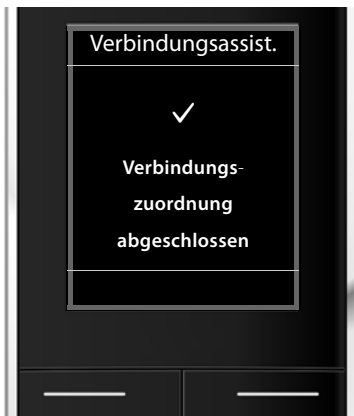 Verbindungsassist.
Verbindungs-
zuordnung
abgeschlossen